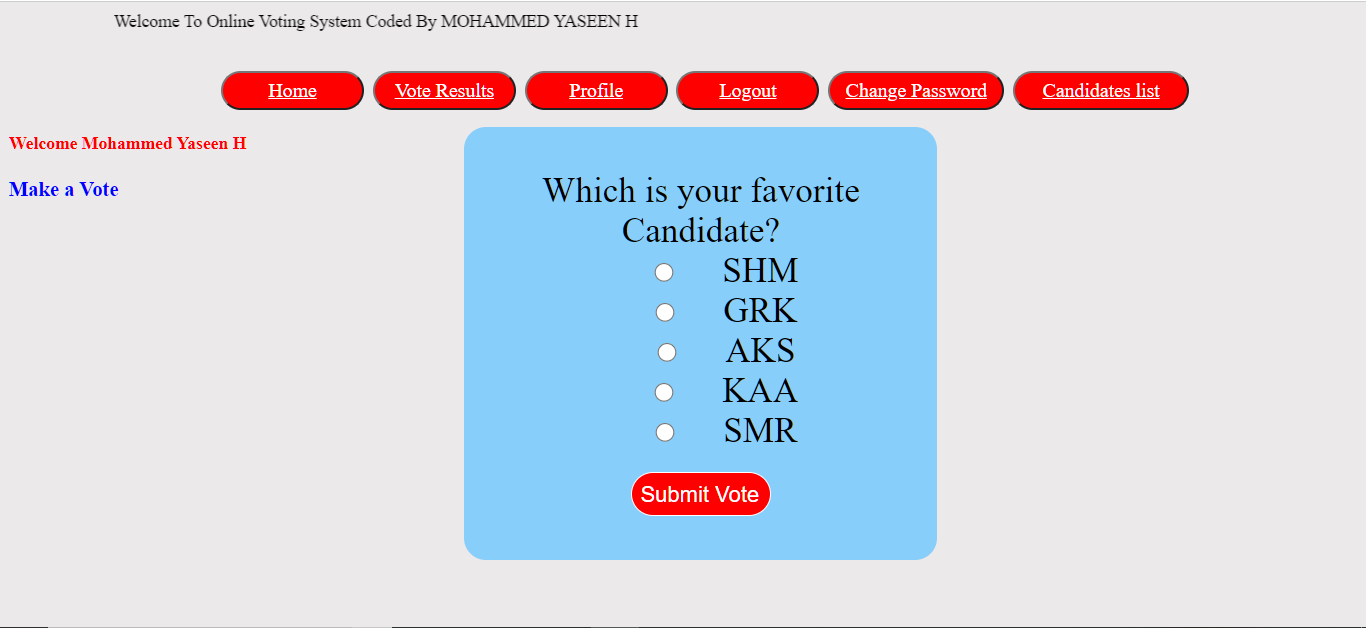 Welcome To Online Voting System Coded By MOHAMMED YASEEN H
Home Vote Results Profile Logout Change Password Candidates list
Welcome Mohammed Yaseen H
Make a Vote
Which is your favorite
Candidate?
SHM
GRK
AKS
KAA
SMR
Submit Vote